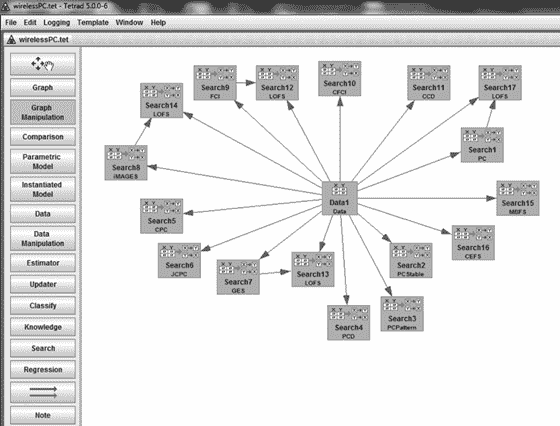 wirelessPC.tet - Tetrad 5.0.0-6
File Edit Logging Template Window Help
wirelessPC.tet
Graph
Graph
Manipulation
Comparison
Parametric
Model
Instantiated
Model
Data
Data
Manipulation
Estimator
Updater
Classify
Knowledge
Search
Regression
Note
Search9
FCI
Search12
LOFS
Search10
CFCI
Search11
CCD
Search17
LOFS
Search14
LOFS
Search1
PC
Search8
iMAGES
Data1
Data
Search15
MBFS
Search5
CPC
Search16
CEFS
Search6
JCPC
Search7
GES
Search13
LOFS
Search2
PCStable
Search4
PCD
Search3
PCPattern